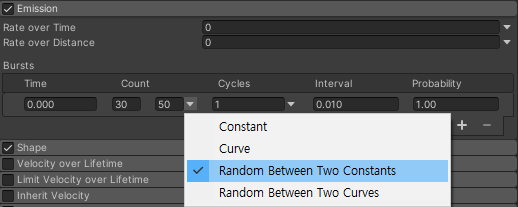 Emission
Rate over Time 0
Rate over Distance 0
Bursts
Time Count Cycles Interval Probability
0.000 30 50 1 0.010 1.00
Constant
Curve
Random Between Two Constants
Random Between Two Curves
Shape
Velocity over Lifetime
Limit Velocity over Lifetime
Inherit Velocity